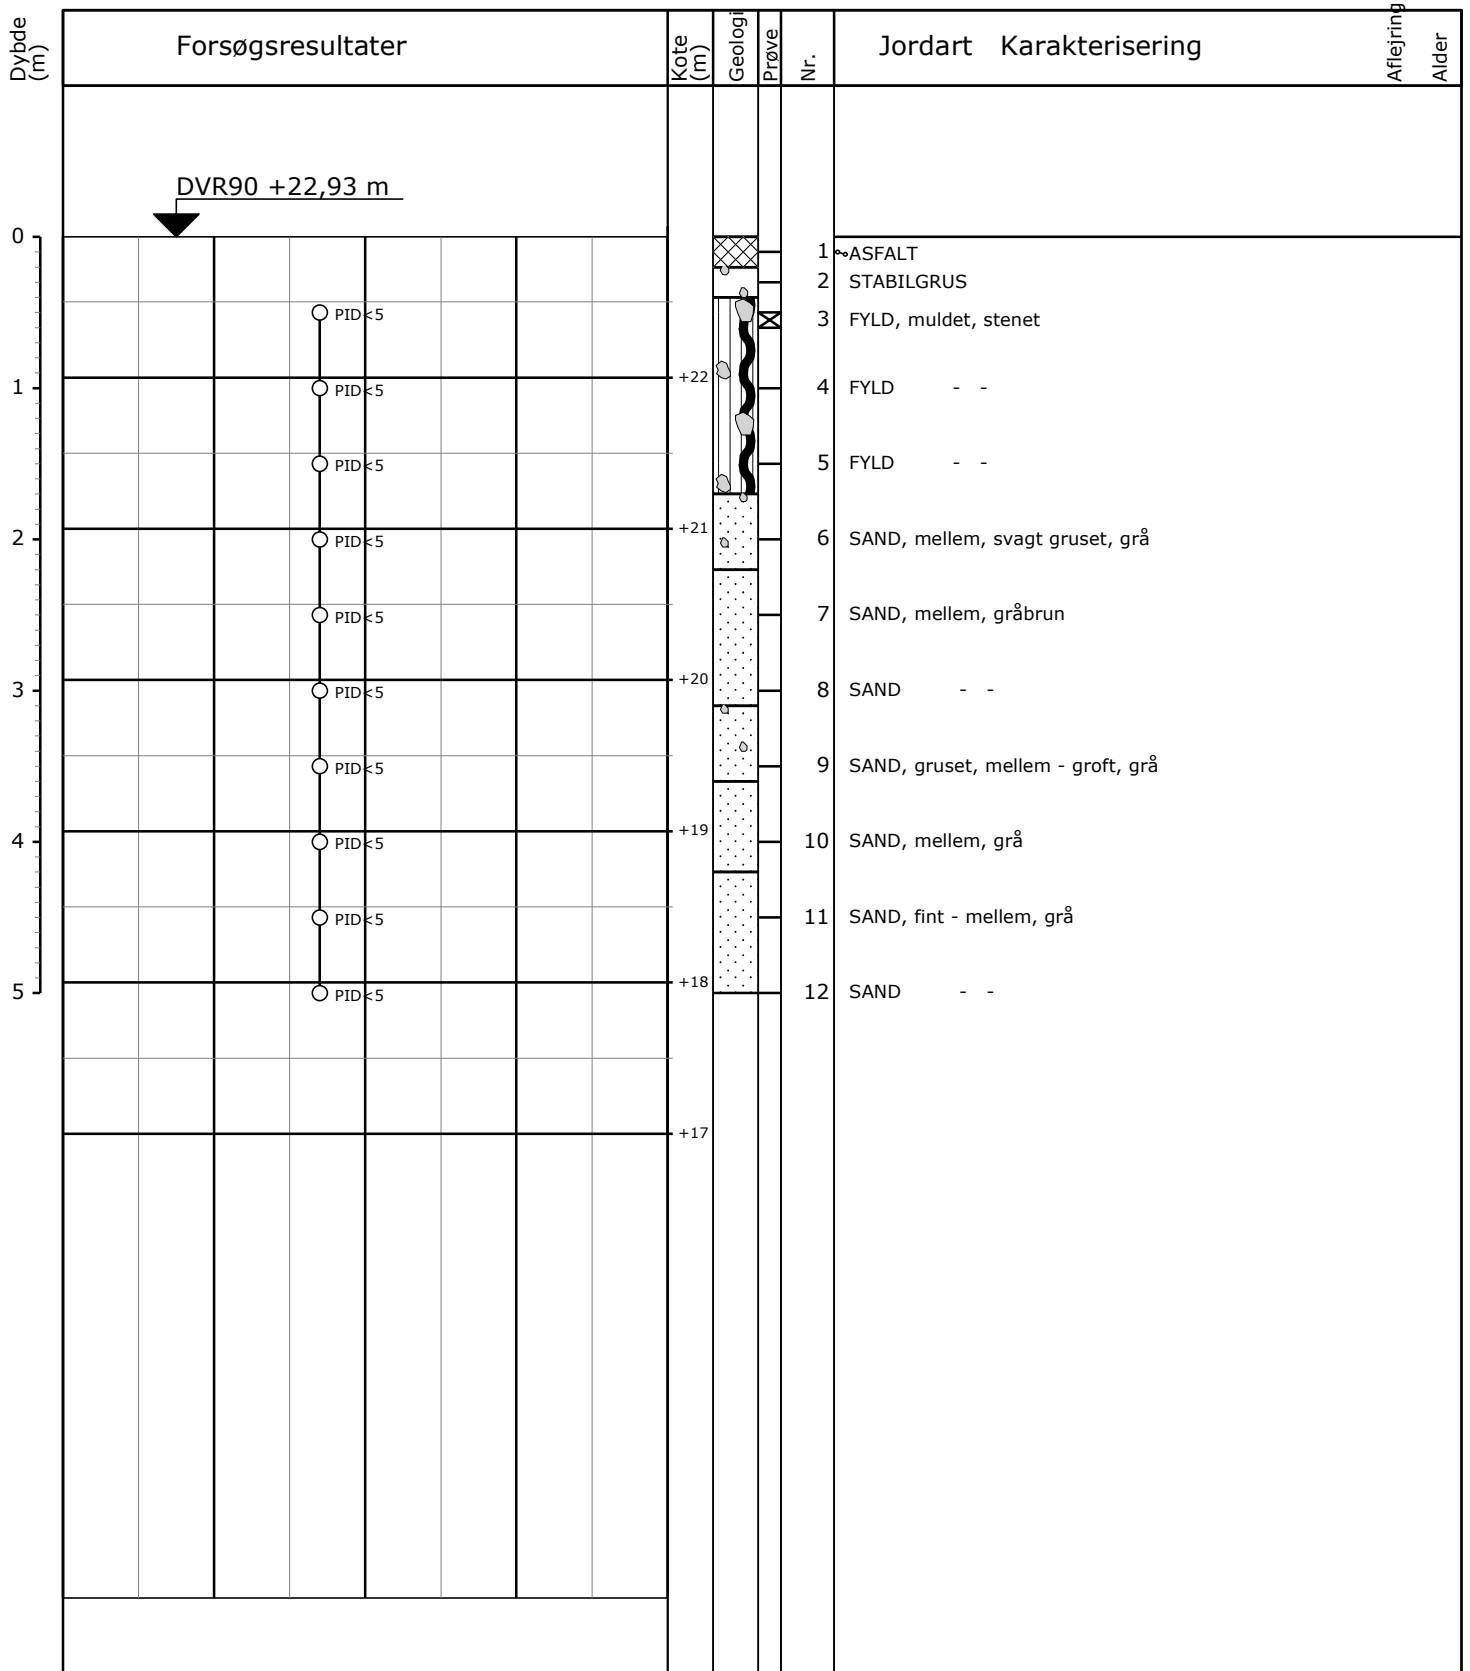 Dybde (m) Forsøgsresultater Kote (m) Geologi Prøve Nr. Jordart Karakterisering Aflejring Alder
DVR90 +22,93 m
0
1 ASFALT
2 STABILGRUS
PID<5 3 FYLD, muldet, stenet
+22
1 PID<5 4 FYLD - -
PID<5 5 FYLD - -
+21
2 PID<5 6 SAND, mellem, svagt gruset, grå
PID<5 7 SAND, mellem, gråbrun
+20
3 PID<5 8 SAND - -
PID<5 9 SAND, gruset, mellem - groft, grå
+19
4 PID<5 10 SAND, mellem, grå
PID<5 11 SAND, fint - mellem, grå
+18
5 PID<5 12 SAND - -
+17